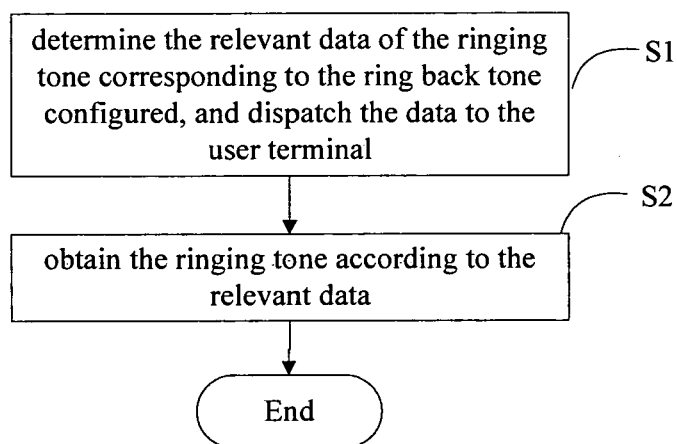 determine the relevant data of the ringing
tone corresponding to the ring back tone
configured, and dispatch the data to the
user terminal
S1
S2
obtain the ringing tone according to the
relevant data
End